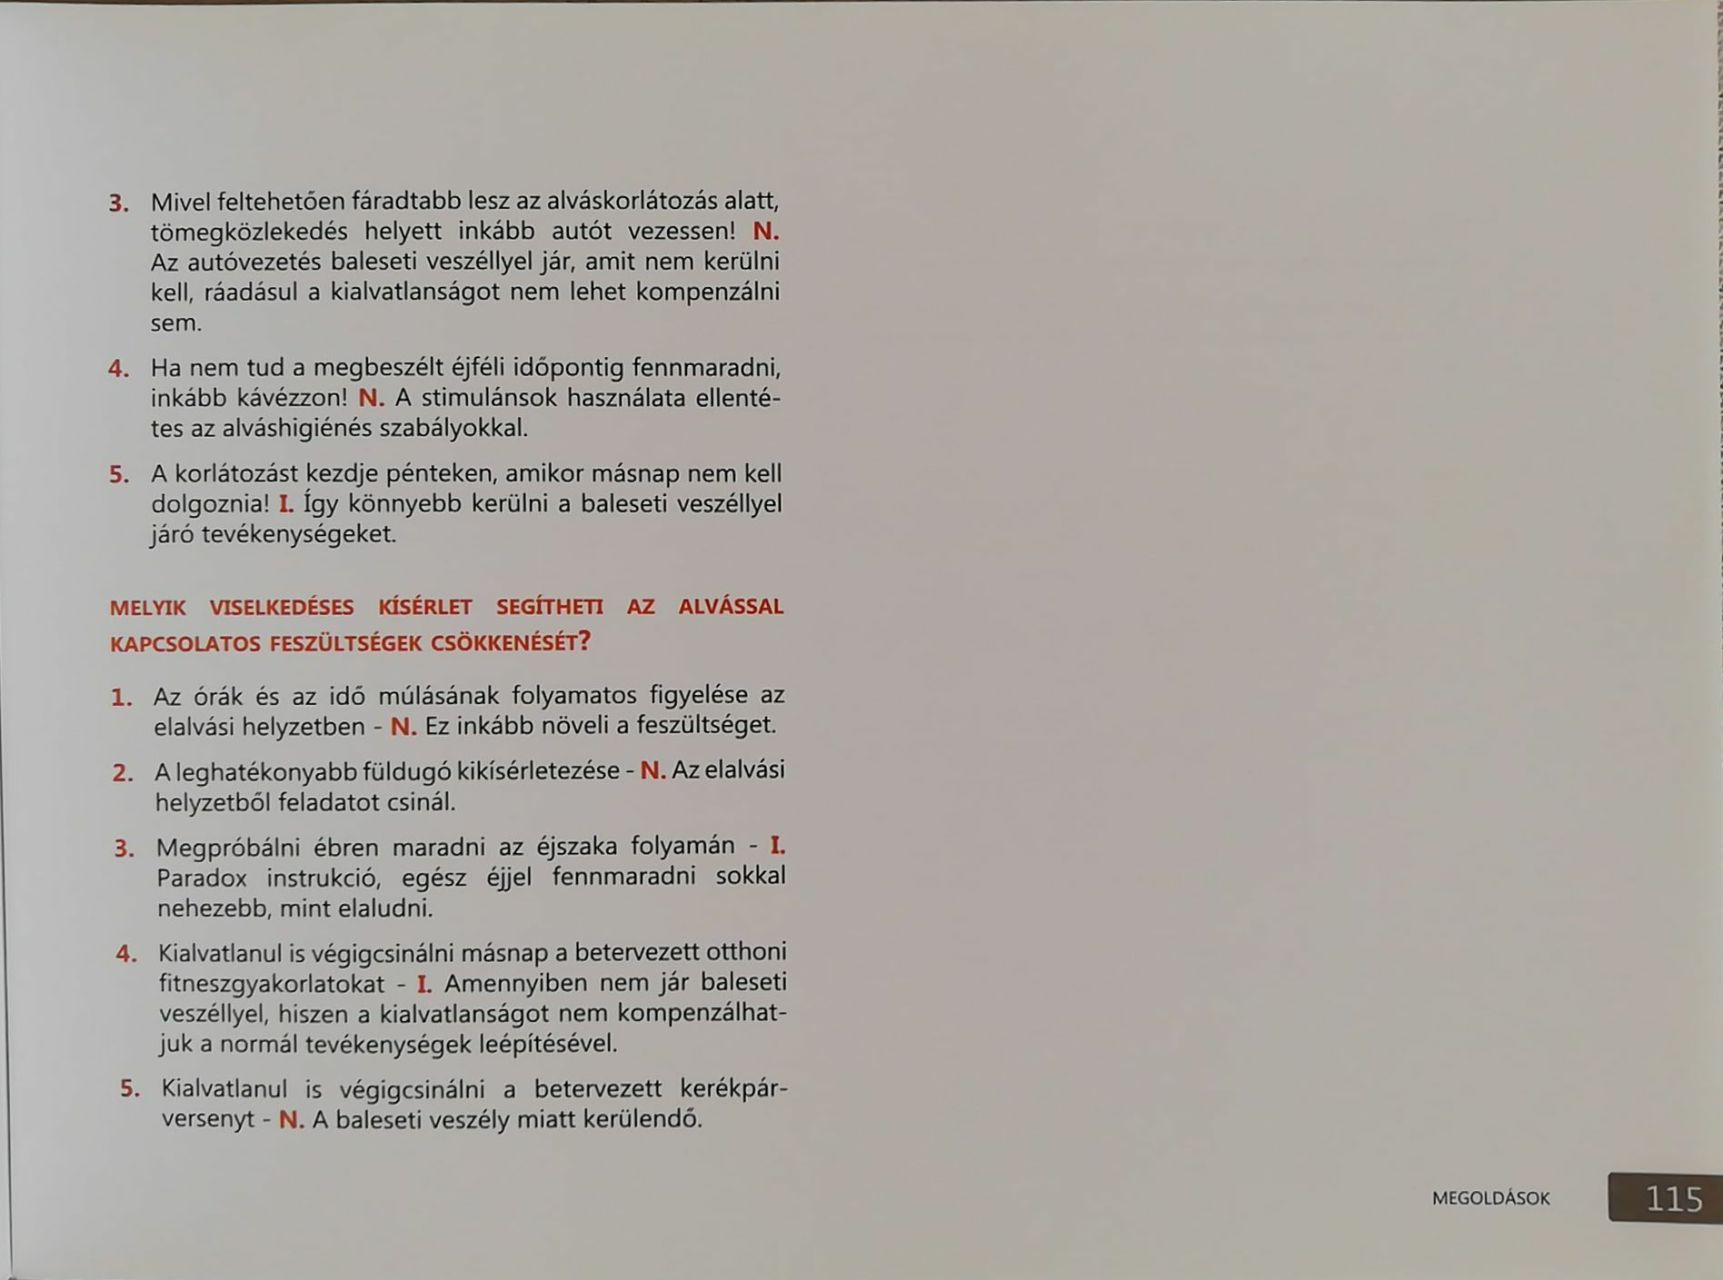 3. Mivel feltehetően fáradtabb lesz az alváskorlátozás alatt,
tömegközlekedés helyett inkább autót vezessen! N.
Az autóvezetés baleseti veszéllyel jár, amit nem kerülni
kell, ráadásul a kialvatlanságot nem lehet kompenzálni
sem.
4. Ha nem tud a megbeszélt éjféli időpontig fennmaradni,
inkább kávézzon! N. A stimulánsok használata ellenté-
tes az alváshigiénés szabályokkal.
5. A korlátozást kezdje pénteken, amikor másnap nem kell
dolgoznia! I. Így könnyebb kerülni a baleseti veszéllyel
járó tevékenységeket.
MELYIK VISELKEDÉSES KÍSÉRLET SEGÍTHETI AZ ALVÁSSAL
KAPCSOLATOS FESZÜLTSÉGEK CSÖKKENÉSÉT?
1. Az órák és az idő múlásának folyamatos figyelése az
elalvási helyzetben - N. Ez inkább növeli a feszültséget.
2. A leghatékonyabb füldugó kikísérletezése - N. Az elalvási
helyzetből feladatot csinál.
3. Megpróbálni ébren maradni az éjszaka folyamán - I.
Paradox instrukció, egész éjjel fennmaradni sokkal
nehezebb, mint elaludni.
4. Kialvatlanul is végigcsinálni másnap a betervezett otthoni
fitneszgyakorlatokat - I. Amennyiben nem jár baleseti
veszéllyel, hiszen a kialvatlanságot nem kompenzálhat-
juk a normál tevékenységek leépítésével.
5. Kialvatlanul is végigcsinálni a betervezett kerékpár-
versenyt - N. A baleseti veszély miatt kerülendő.
MEGOLDÁSOK 115